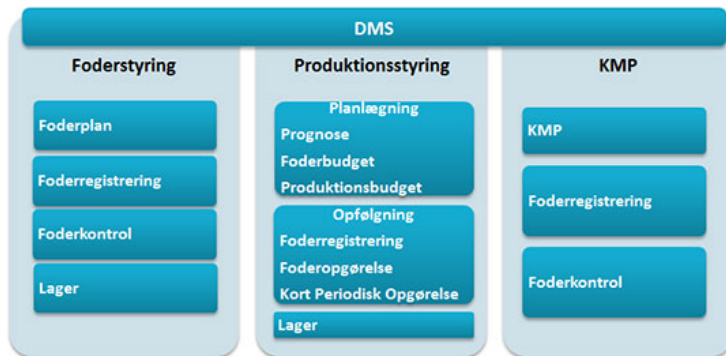 DMS
Foderstyring
Foderplan
Foderregistrering
Foderkontrol
Lager
Produktionsstyring
Planlægning
Prognose
Foderbudget
Produktionsbudget
Opfølgning
Foderregistrering
Foderopgørelse
Kort Periodisk Opgørelse
Lager
KMP
KMP
Foderregistrering
Foderkontrol